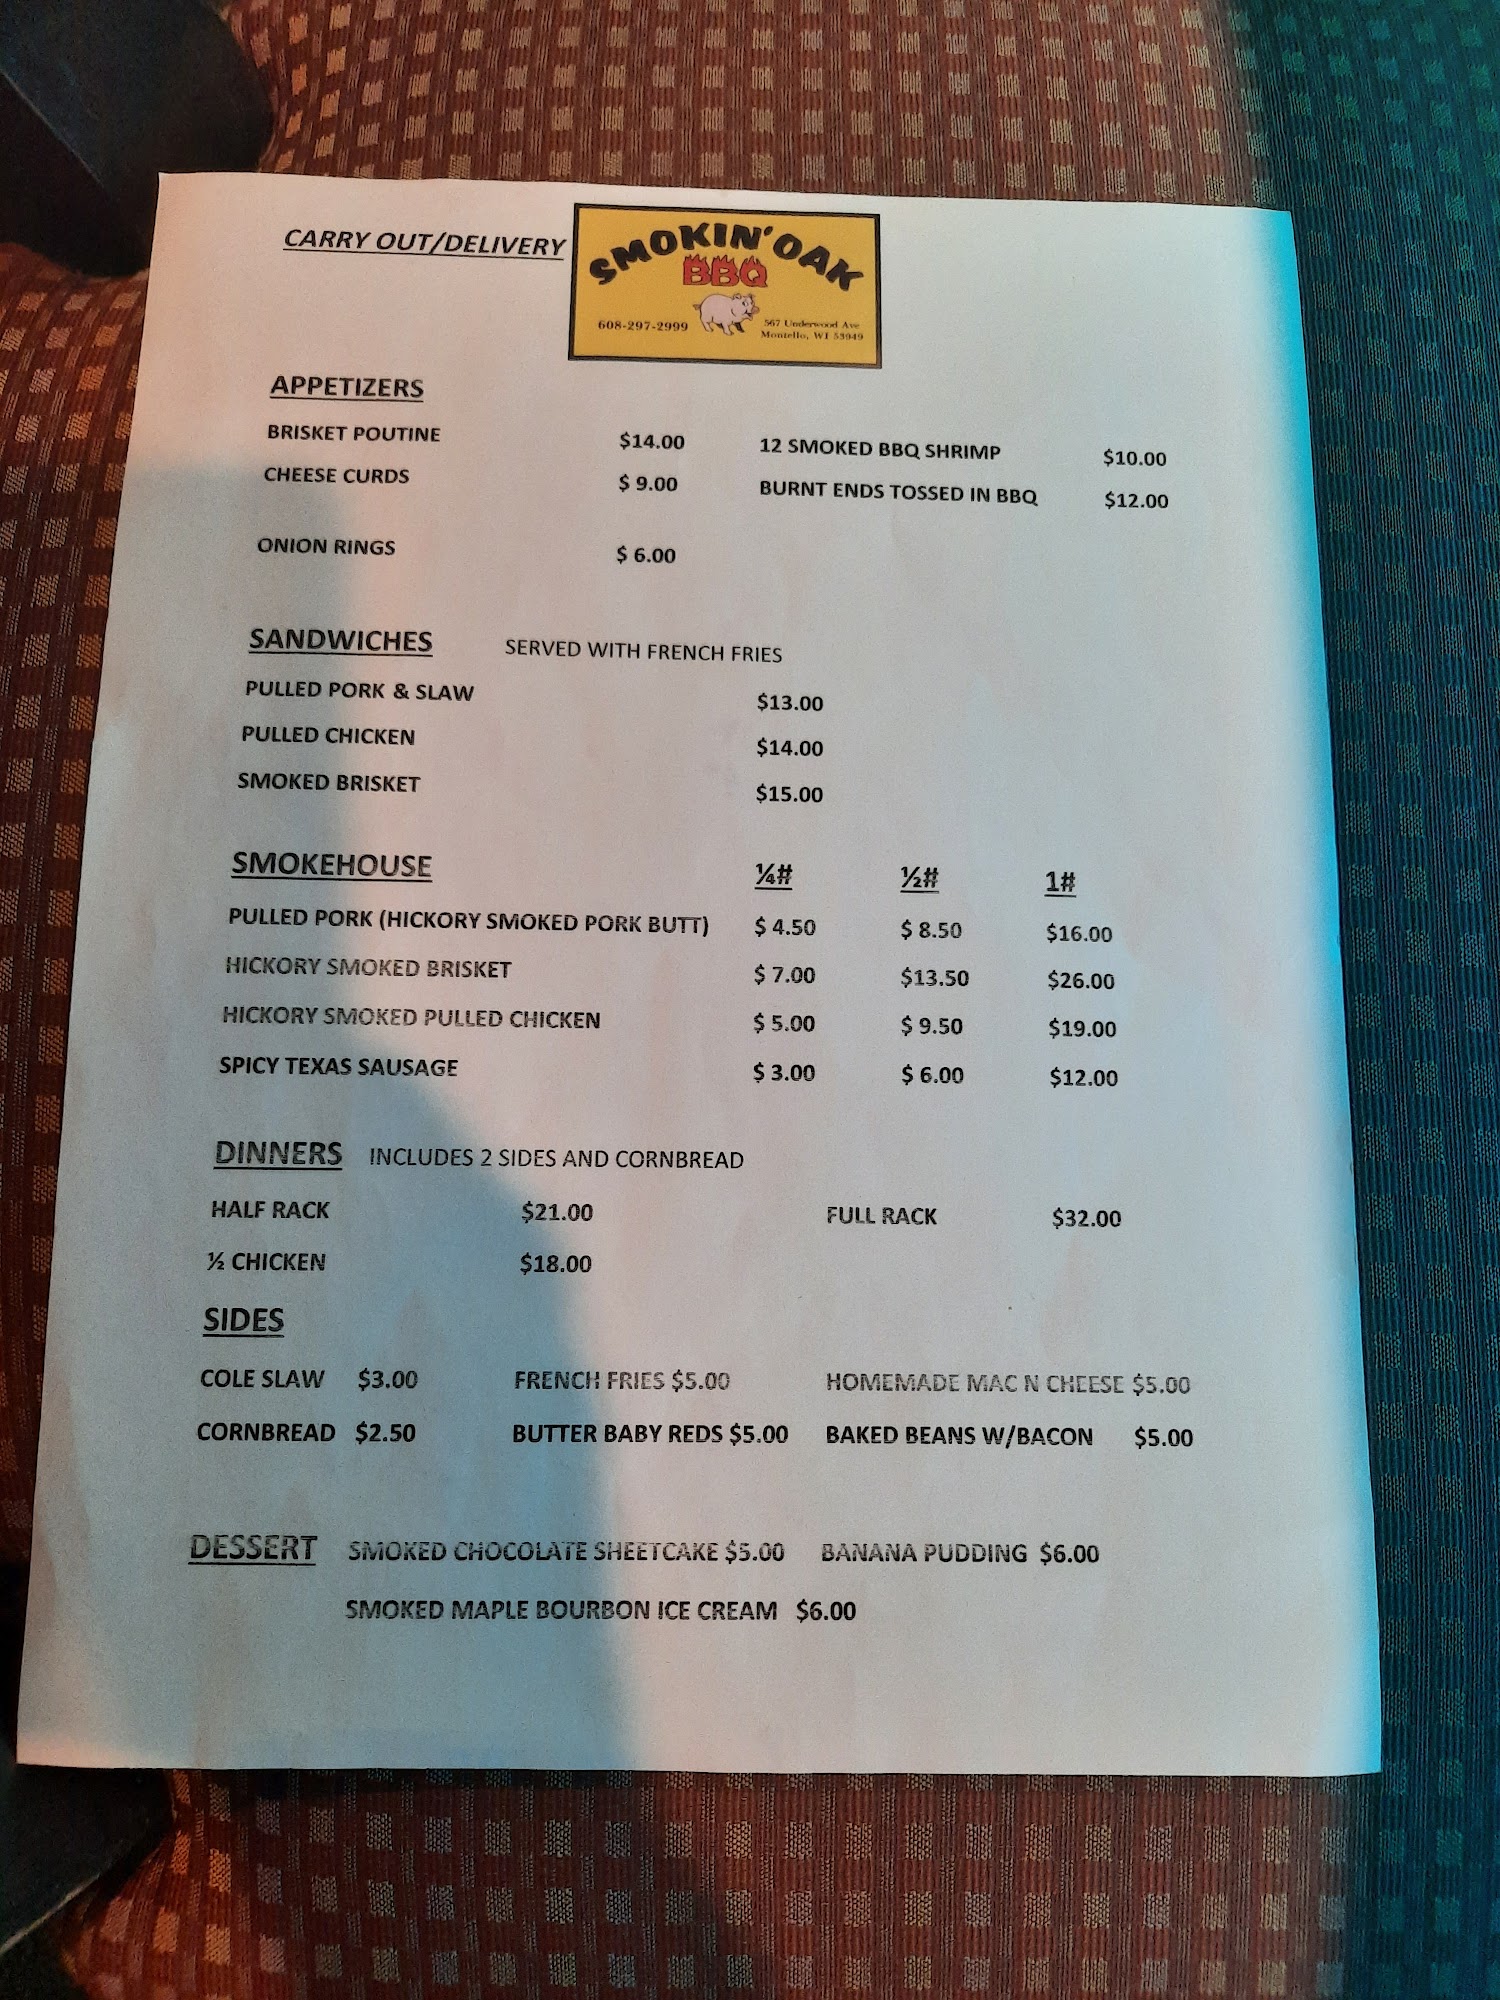 CARRY OUT/DELIVERY
SMOKIN' OAK
BBQ
608-297-2999
567 Underwood Ave
Montello, WI 53949
APPETIZERS
BRISKET POUTINE $14.00 12 SMOKED BBQ SHRIMP $10.00
CHEESE CURDS $ 9.00 BURNT ENDS TOSSED IN BBQ $12.00
ONION RINGS $ 6.00
SANDWICHES SERVED WITH FRENCH FRIES
PULLED PORK & SLAW $13.00
PULLED CHICKEN $14.00
SMOKED BRISKET $15.00
SMOKEHOUSE ¼# ½# 1#
PULLED PORK (HICKORY SMOKED PORK BUTT) $ 4.50 $ 8.50 $16.00
HICKORY SMOKED BRISKET $ 7.00 $13.50 $26.00
HICKORY SMOKED PULLED CHICKEN $ 5.00 $ 9.50 $19.00
SPICY TEXAS SAUSAGE $ 3.00 $ 6.00 $12.00
DINNERS INCLUDES 2 SIDES AND CORNBREAD
HALF RACK $21.00 FULL RACK $32.00
½ CHICKEN $18.00
SIDES
COLE SLAW $3.00 FRENCH FRIES $5.00 HOMEMADE MAC N CHEESE $5.00
CORNBREAD $2.50 BUTTER BABY REDS $5.00 BAKED BEANS W/BACON $5.00
DESSERT SMOKED CHOCOLATE SHEETCAKE $5.00 BANANA PUDDING $6.00
SMOKED MAPLE BOURBON ICE CREAM $6.00